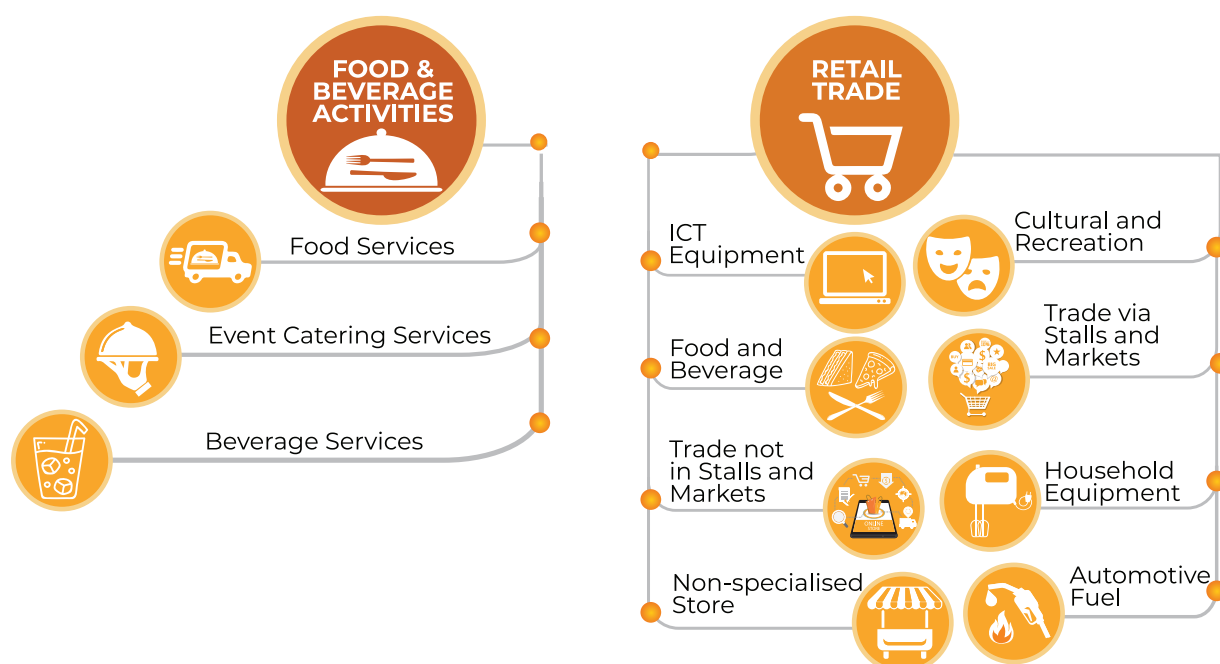 FOOD &
BEVERAGE
ACTIVITIES
Food Services
Event Catering Services
Beverage Services
RETAIL
TRADE
ICT
Equipment
Cultural and
Recreation
Food and
Beverage
Trade via
Stalls and
Markets
Trade not
in Stalls and
Markets
ONLINE
Household
Equipment
Non-specialised
Store
Automotive
Fuel